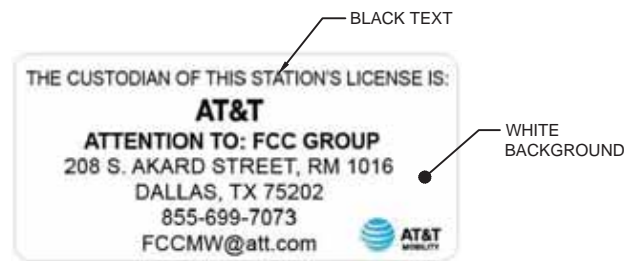 BLACK TEXT
THE CUSTODIAN OF THIS STATION'S LICENSE IS:
AT&T
ATTENTION TO: FCC GROUP
208 S. AKARD STREET, RM 1016
DALLAS, TX 75202
855-699-7073
FCCMW@att.com
AT&T
MOBILITY
WHITE
BACKGROUND